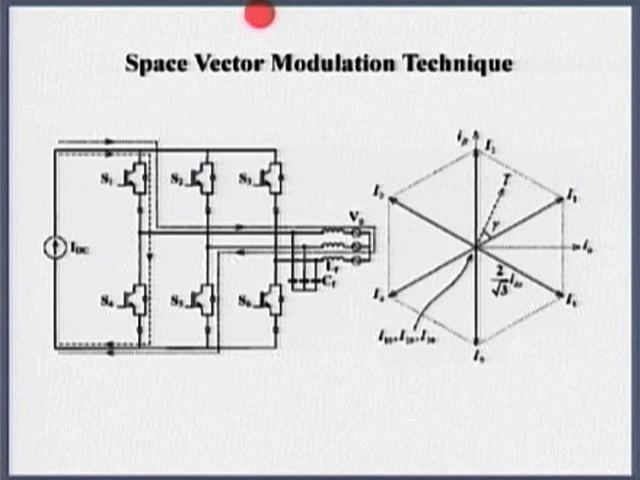 Space Vector Modulation Technique
S₁
S₂
S₃
V
I_DC
S₄
S₅
S₆
L_f
C_f
i_β
I₂
I₃
I₁
γ
i_α
I₄
2/√3 i_dc
I₆
I₅